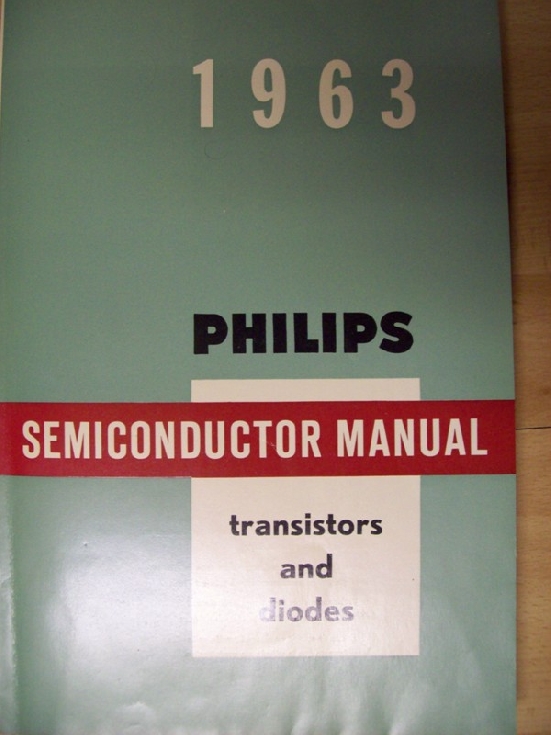 1963
PHILIPS
SEMICONDUCTOR MANUAL
transistors
and
diodes